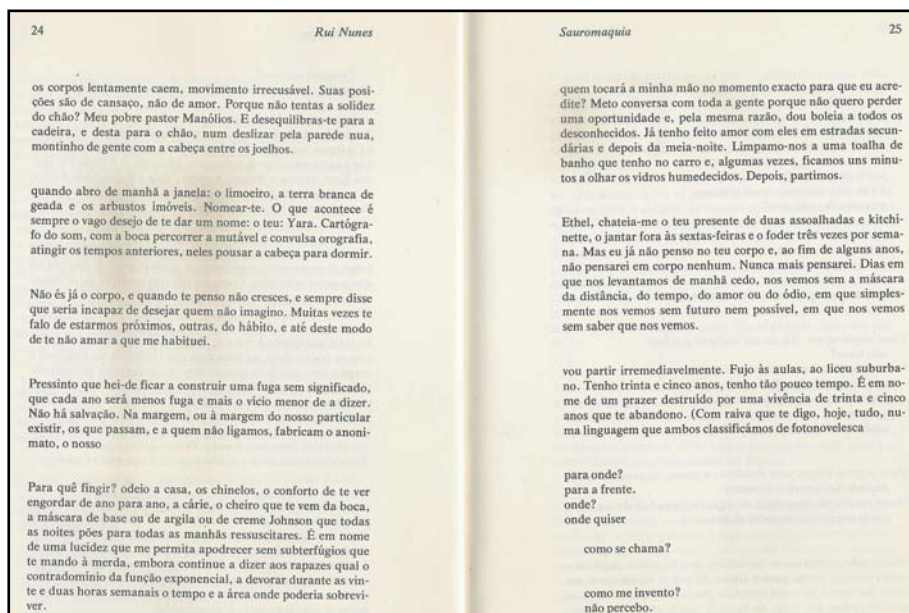 24
Rui Nunes
os corpos lentamente caem, movimento irrecusável. Suas posi-
ções são de cansaço, não de amor. Porque não tentas a solidez
do chão? Meu pobre pastor Manólios. E desequilibras-te para a
cadeira, e desta para o chão, num deslizar pela parede nua,
montinho de gente com a cabeça entre os joelhos.
quando abro de manhã a janela: o limoeiro, a terra branca de
geada e os arbustos imóveis. Nomear-te. O que acontece é
sempre o vago desejo de te dar um nome: o teu: Yara. Cartógra-
fo do som, com a boca percorrer a mutável e convulsa orografia,
atingir os tempos anteriores, neles pousar a cabeça para dormir.
Não és já o corpo, e quando te penso não cresces, e sempre disse
que seria incapaz de desejar quem não imagino. Muitas vezes te
falo de estarmos próximos, outras, do hábito, e até deste modo
de te não amar a que me habituei.
Pressinto que hei-de ficar a construir uma fuga sem significado,
que cada ano será menos fuga e mais o vício menor de a dizer.
Não há salvação. Na margem, ou à margem do nosso particular
existir, os que passam, e a quem não ligamos, fabricam o anoni-
mato, o nosso
Para quê fingir? odeio a casa, os chinelos, o conforto de te ver
engordar de ano para ano, a cárie, o cheiro que te vem da boca,
a máscara de base ou de argila ou de creme Johnson que todas
as noites pões para todas as manhãs ressuscitares. É em nome
de uma lucidez que me permita apodrecer sem subterfúgios que
te mando à merda, embora continue a dizer aos rapazes qual o
contradomínio da função exponencial, a devorar durante as vin-
te e duas horas semanais o tempo e a área onde poderia sobrevi-
ver.
Sauromaquia
25
quem tocará a minha mão no momento exacto para que eu acre-
dite? Meto conversa com toda a gente porque não quero perder
uma oportunidade e, pela mesma razão, dou boleia a todos os
desconhecidos. Já tenho feito amor com eles em estradas secun-
dárias e depois da meia-noite. Limpamo-nos a uma toalha de
banho que tenho no carro e, algumas vezes, ficamos uns minu-
tos a olhar os vidros humedecidos. Depois, partimos.
Ethel, chateia-me o teu presente de duas assoalhadas e kitchi-
nette, o jantar fora às sextas-feiras e o foder três vezes por sema-
na. Mas eu já não penso no teu corpo e, ao fim de alguns anos,
não pensarei em corpo nenhum. Nunca mais pensarei. Dias em
que nos levantamos de manhã cedo, nos vemos sem a máscara
da distância, do tempo, do amor ou do ódio, em que simples-
mente nos vemos sem futuro nem possível, em que nos vemos
sem saber que nos vemos.
vou partir irremediavelmente. Fujo às aulas, ao liceu suburba-
no. Tenho trinta e cinco anos, tenho tão pouco tempo. É em no-
me de um prazer destruído por uma vivência de trinta e cinco
anos que te abandono. (Com raiva que te digo, hoje, tudo, nu-
ma linguagem que ambos classificámos de fotonovelesca
para onde?
para a frente.
onde?
onde quiser
como se chama?
como me invento?
não percebo.